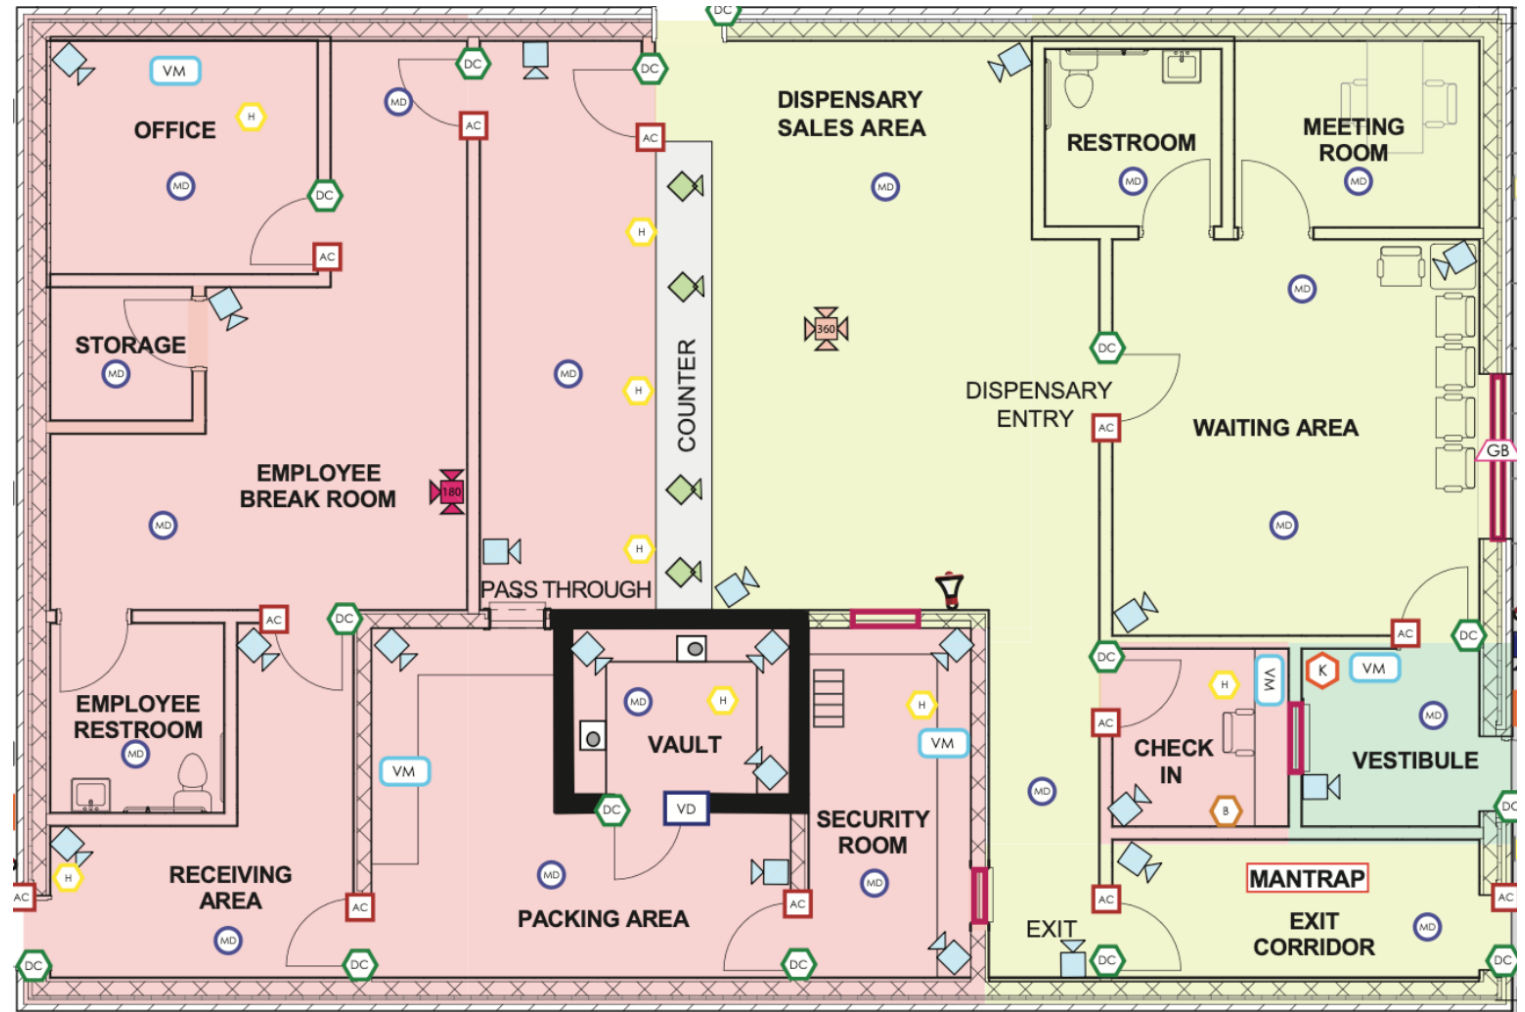 DC
DC
DC
VM
MD
H
OFFICE
AC
AC
MD
DC
AC
DISPENSARY
SALES AREA
MD
RESTROOM
MD
MEETING
ROOM
MD
H
MD
STORAGE
MD
MD
H
COUNTER
360
DC
DISPENSARY
ENTRY
AC
WAITING AREA
GB
EMPLOYEE
BREAK ROOM
180
MD
MD
H
PASS THROUGH
AC
DC
AC
DC
DC
EMPLOYEE
RESTROOM
MD
VM
MD
H
VAULT
H
VM
H
VM
K
VM
AC
CHECK
IN
MD
VESTIBULE
DC
VD
MD
B
DC
SECURITY
ROOM
MD
H
RECEIVING
AREA
AC
AC
MD
PACKING AREA
AC
MD
DC
DC
DC
EXIT
AC
DC
MANTRAP
EXIT
CORRIDOR
MD
AC
DC